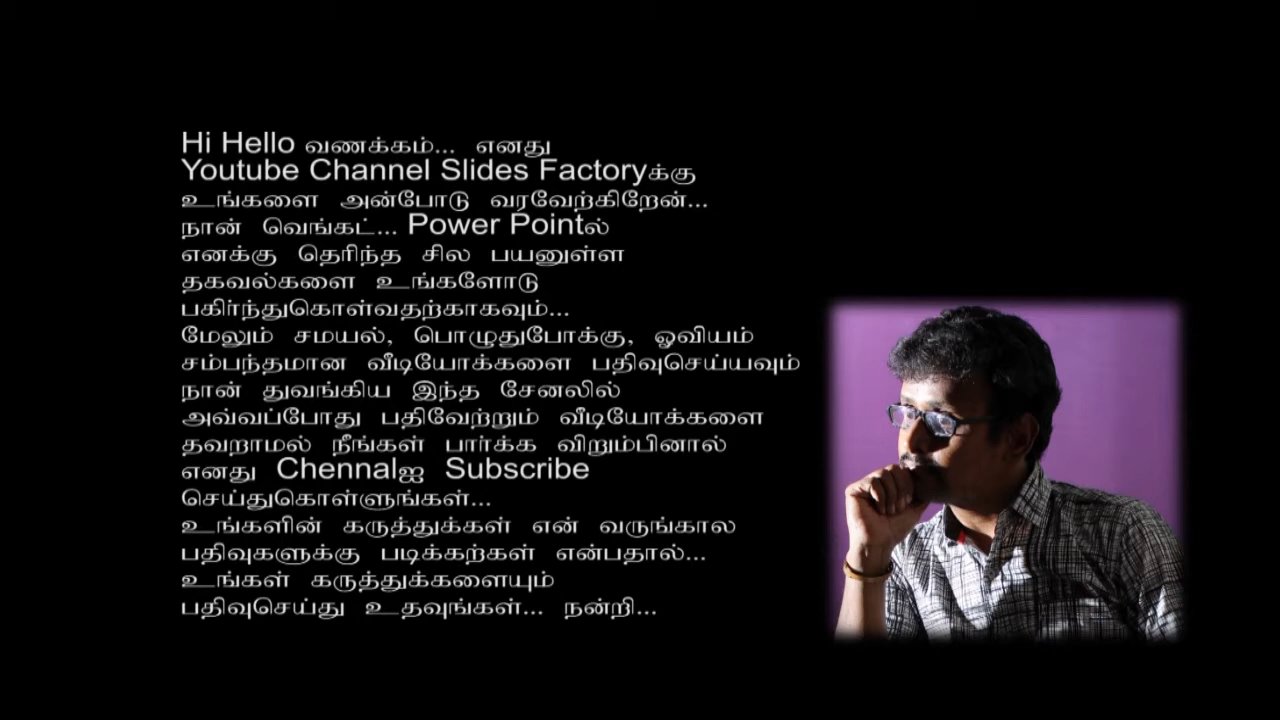 Hi Hello வணக்கம்... எனது
Youtube Channel Slides Factoryக்கு
உங்களை அன்போடு வரவேற்கிறேன்...
நான் வெங்கட்... Power Pointல்
எனக்கு தெரிந்த சில பயனுள்ள
தகவல்களை உங்களோடு
பகிர்ந்துகொள்வதற்காகவும்...
மேலும் சமயல், பொழுதுபோக்கு, ஓவியம்
சம்பந்தமான வீடியோக்களை பதிவுசெய்யவும்
நான் துவங்கிய இந்த சேனலில்
அவ்வப்போது பதிவேற்றும் வீடியோக்களை
தவறாமல் நீங்கள் பார்க்க விறும்பினால்
எனது Chennalஐ Subscribe
செய்துகொள்ளுங்கள்...
உங்களின் கருத்துக்கள் என் வருங்கால
பதிவுகளுக்கு படிக்கற்கள் என்பதால்...
உங்கள் கருத்துக்களையும்
பதிவுசெய்து உதவுங்கள்... நன்றி...